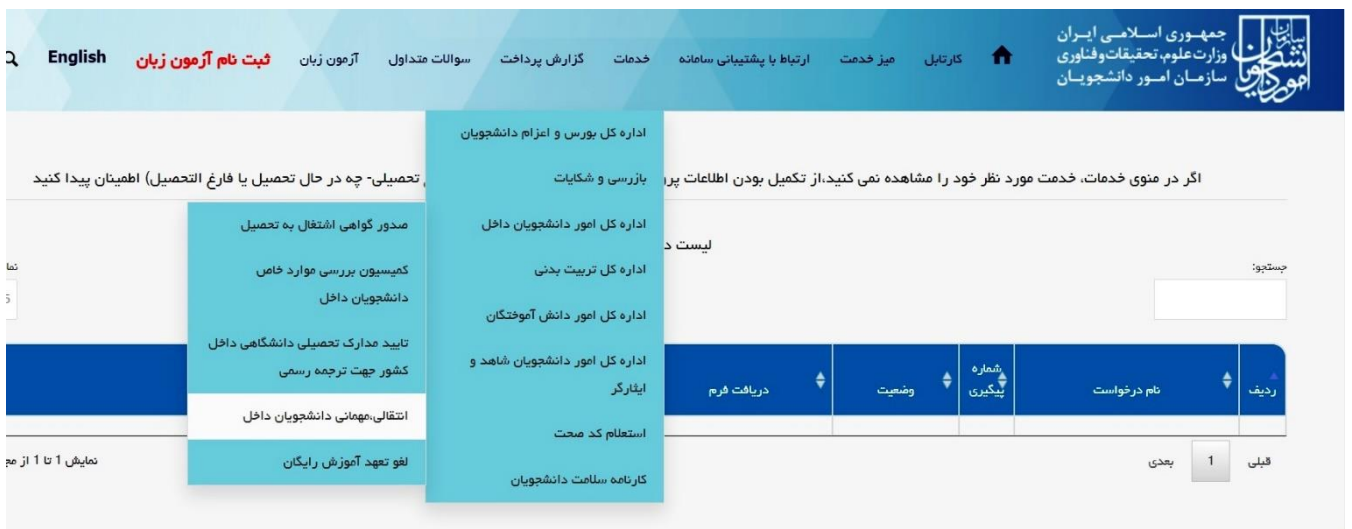 جمهوری اسلامی ایران
وزارت علوم، تحقیقات و فناوری
سازمان امور دانشجویان
سازمان امور دانشجویان
کارتابل
میز خدمت
ارتباط با پشتیبانی سامانه
خدمات
گزارش پرداخت
سوالات متداول
آزمون زبان
ثبت نام آزمون زبان
English
اداره کل بورس و اعزام دانشجویان
بازرسی و شکایات
اداره کل امور دانشجویان داخل
اداره کل تربیت بدنی
اداره کل امور دانش آموختگان
اداره کل امور دانشجویان شاهد و
ایثارگر
استعلام کد صحت
کارنامه سلامت دانشجویان
صدور گواهی اشتغال به تحصیل
کمیسیون بررسی موارد خاص
دانشجویان داخل
تایید مدارک تحصیلی دانشگاهی داخل
کشور جهت ترجمه رسمی
انتقالی،مهمانی دانشجویان داخل
لغو تعهد آموزش رایگان
اگر در منوی خدمات، خدمت مورد نظر خود را مشاهده نمی کنید،از تکمیل بودن اطلاعات تحصیلی- چه در حال تحصیل یا فارغ التحصیل) اطمینان پیدا کنید
لیست
جستجو:
ردیف
نام درخواست
شماره
پیگیری
وضعیت
دریافت فرم
قبلی
1
بعدی
نمایش 1 تا 1 از